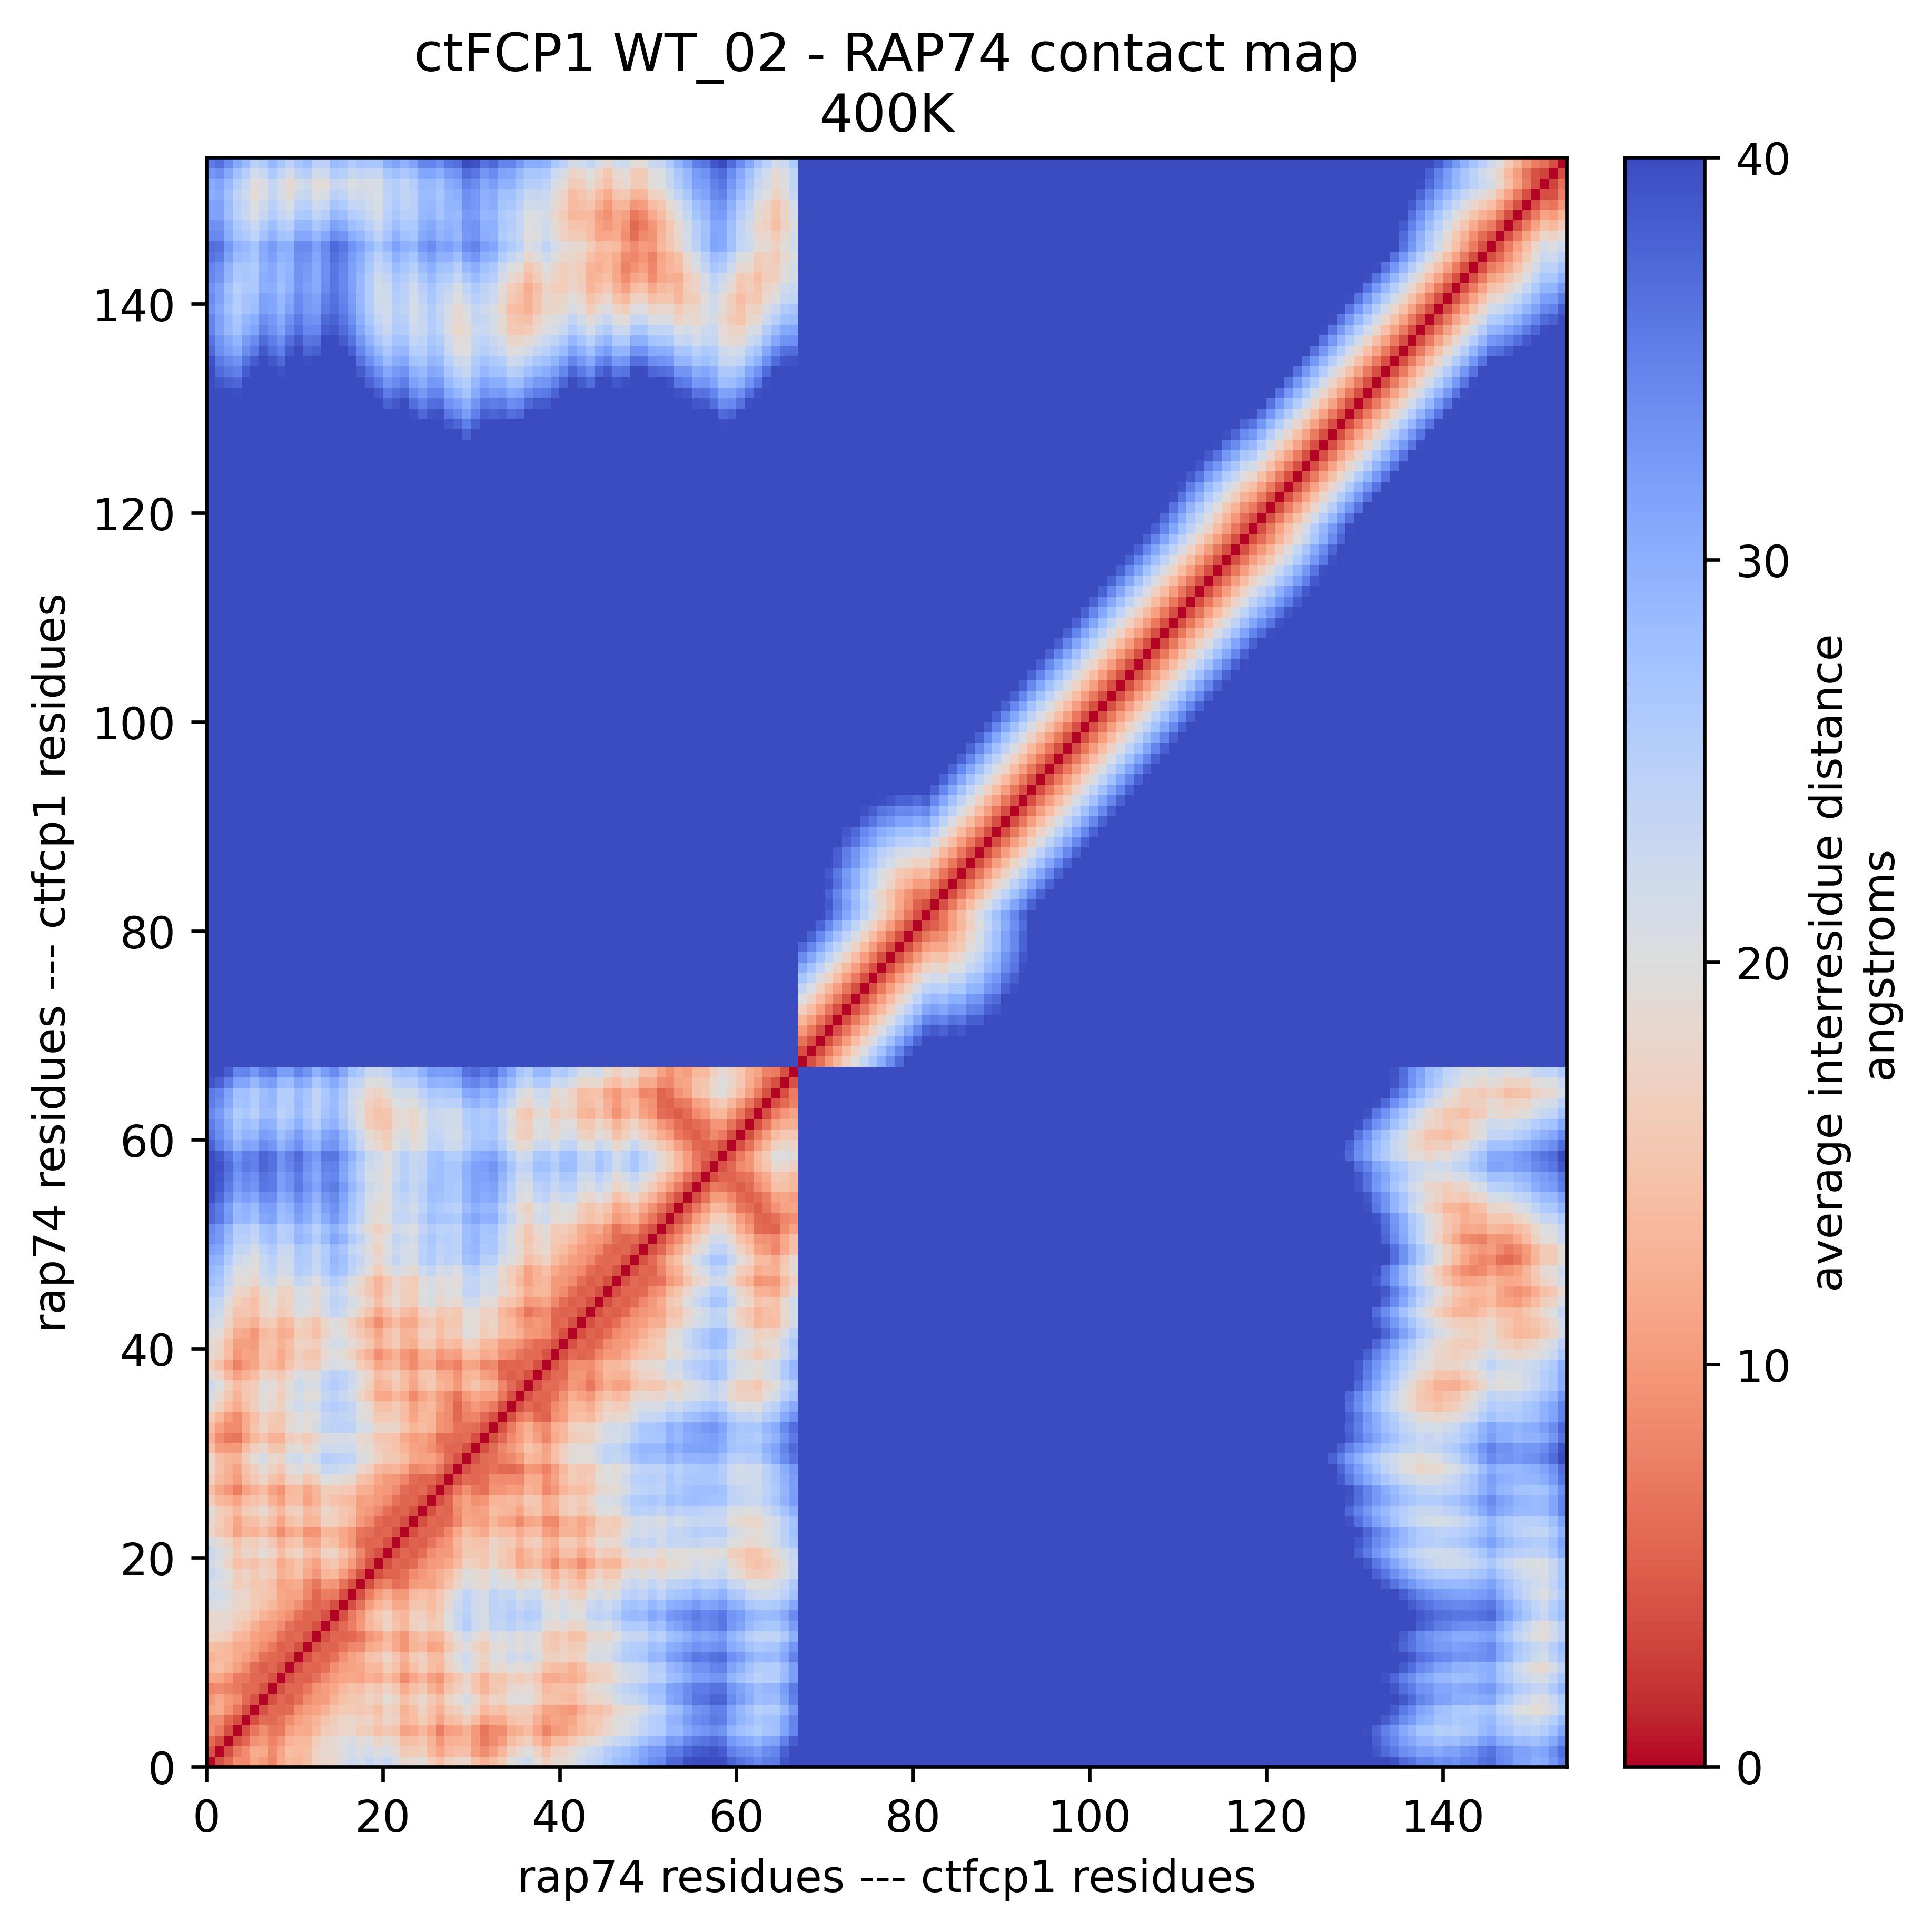 ctFCP1 WT_02 - RAP74 contact map
400K
rap74 residues --- ctfcp1 residues
140
120
100
80
60
40
20
0
0 20 40 60 80 100 120 140
rap74 residues --- ctfcp1 residues
40
30
20
10
0
average interresidue distance
angstroms